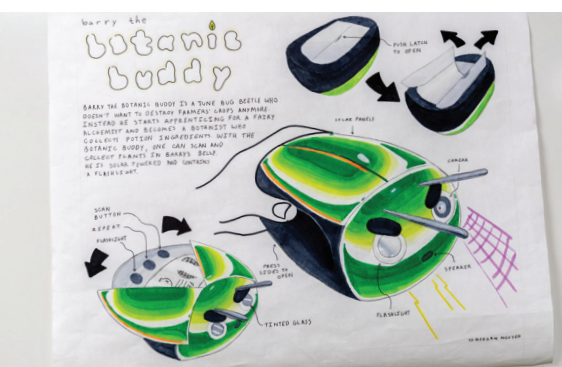 barry the
botanic
buddy
BARRY THE BOTANIC BUDDY IS A JUNE BUG BEETLE WHO
DOESN'T WANT TO DESTROY FARMERS' CROPS ANYMORE.
INSTEAD HE STARTS APPRENTICING FOR A FAIRY
ALCHEMIST AND BECOMES A BOTANIST WHO
COLLECTS POTION INGREDIENTS. WITH THE
BOTANIC BUDDY, ONE CAN SCAN AND
COLLECT PLANTS IN BARRY'S BELLY.
HE IS SOLAR POWERED AND CONTAINS
A FLASHLIGHT.
PUSH LATCH
TO OPEN
SOLAR PANELS
CAMERA
SCAN
BUTTON
REPEAT
FLASHLIGHT
PRESS
SIDES TO
OPEN
SPEAKER
FLASHLIGHT
TINTED GLASS
MORGAN